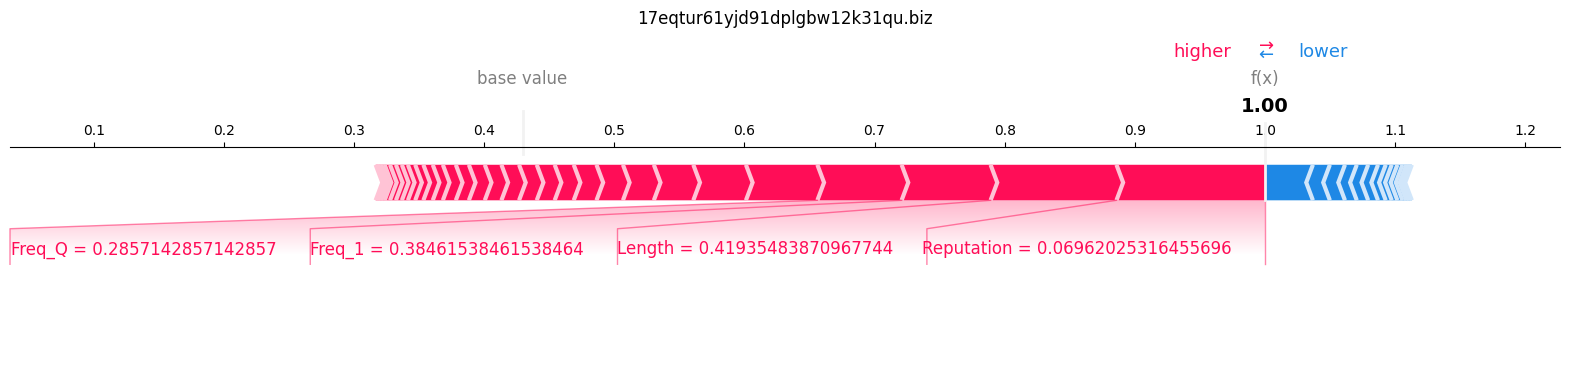 17eqtur61yjd91dplgbw12k31qu.biz
higher → ← lower
base value f(x)
1.00
0.1 0.2 0.3 0.4 0.5 0.6 0.7 0.8 0.9 1.0 1.1 1.2
Freq_Q = 0.2857142857142857 Freq_1 = 0.38461538461538464 Length = 0.41935483870967744 Reputation = 0.06962025316455696